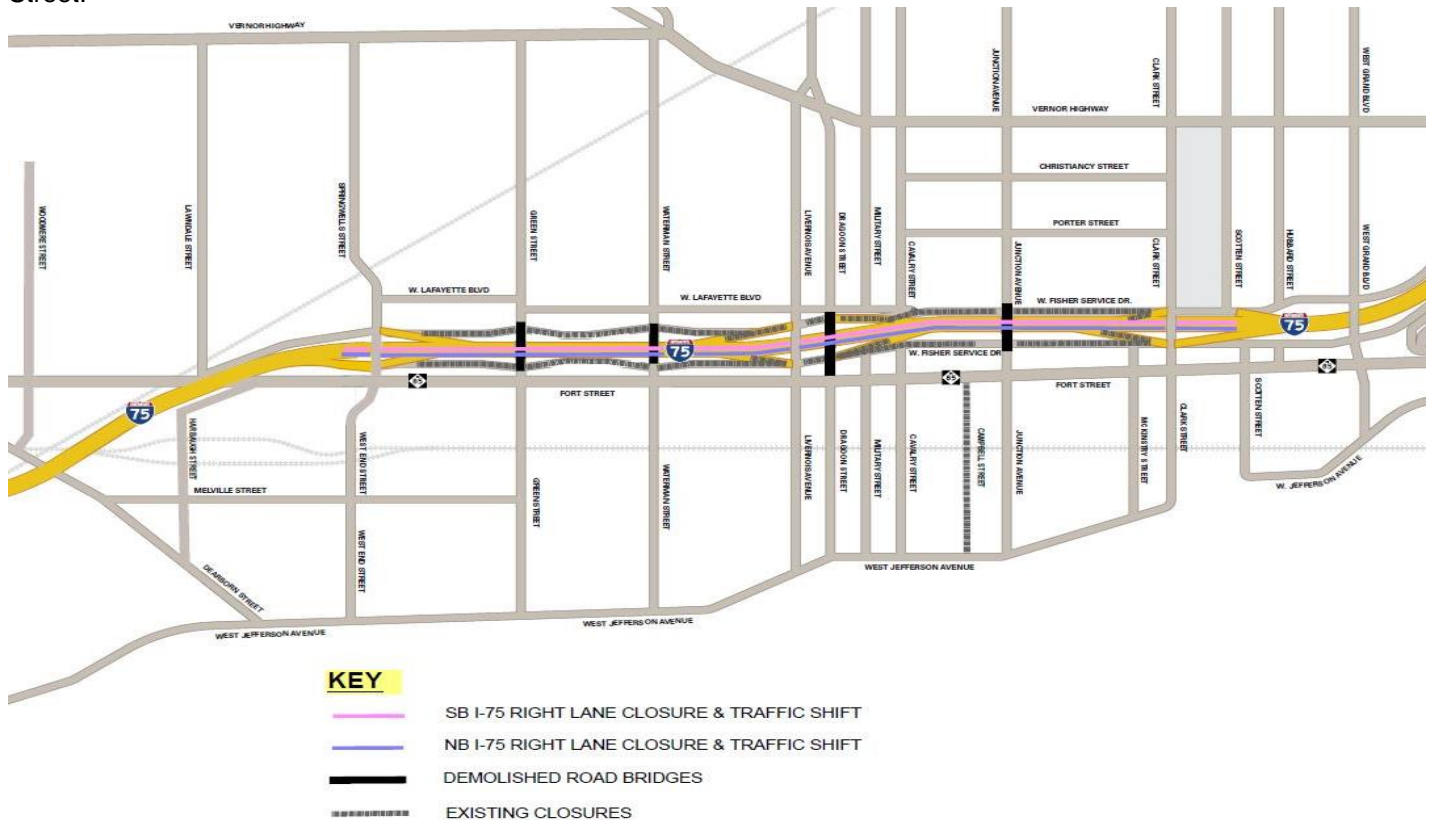 Street.
VERNOR HIGHWAY
JUNCTION AVENUE
CLARK STREET
WEST GRAND BLVD
VERNOR HIGHWAY
CHRISTIANCY STREET
WOODMERE STREET
LAWNDALE STREET
SPRINGWELLS STREET
GREEN STREET
WATERMAN STREET
LIVERNOIS AVENUE
DRAGOON STREET
MILITARY STREET
CAVALRY STREET
PORTER STREET
JUNCTION AVENUE
CLARK STREET
SCOTTEN STREET
HUBBARD STREET
WEST GRAND BLVD
W. LAFAYETTE BLVD
W. LAFAYETTE BLVD
W. FISHER SERVICE DR.
75
75
W. FISHER SERVICE DR
85
85
85
FORT STREET
FORT STREET
75
HARBAUGH STREET
WEST END STREET
GREEN STREET
WATERMAN STREET
LIVERNOIS AVENUE
DRAGOON STREET
MILITARY STREET
CAVALRY STREET
CAMPBELL STREET
JUNCTION AVENUE
MCKINSTRY STREET
CLARK STREET
SCOTTEN STREET
W. JEFFERSON AVENUE
MELVILLE STREET
WEST END STREET
DEARBORN STREET
WEST JEFFERSON AVENUE
WEST JEFFERSON AVENUE
WEST JEFFERSON AVENUE
KEY
SB I-75 RIGHT LANE CLOSURE & TRAFFIC SHIFT
NB I-75 RIGHT LANE CLOSURE & TRAFFIC SHIFT
DEMOLISHED ROAD BRIDGES
EXISTING CLOSURES